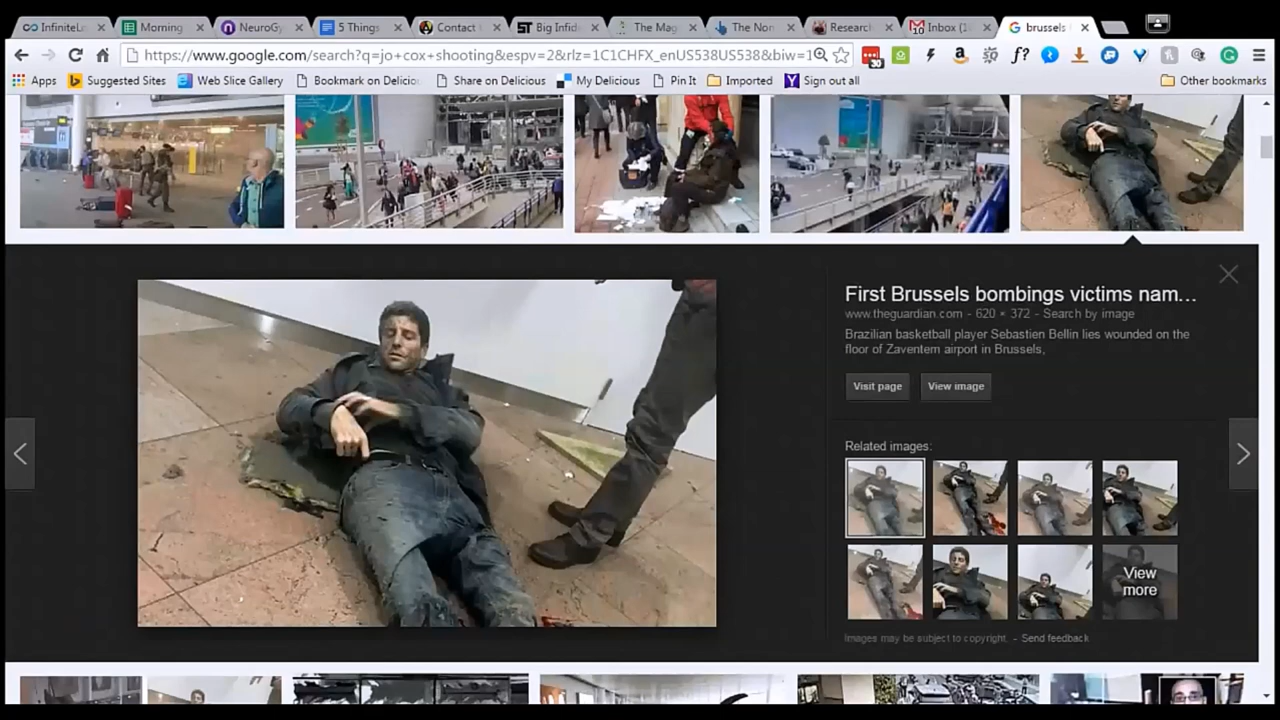 InfiniteLo
Morning
NeuroGy
5 Things
Contact
Big Infid
The Mag
The Non
Research
Inbox (1
brussels
https://www.google.com/search?q=jo+cox+shooting&espv=2&rlz=1C1CHFX_enUS538US538&biw=1
30
Apps
Suggested Sites
Web Slice Gallery
Bookmark on Delicio
Share on Delicious
My Delicious
Pin It
Imported
Sign out all
Other bookmarks
First Brussels bombings victims nam...
www.theguardian.com - 620 × 372 - Search by image
Brazilian basketball player Sebastien Bellin lies wounded on the
floor of Zaventem airport in Brussels,
Visit page
View image
Related images:
View
more
Images may be subject to copyright. - Send feedback